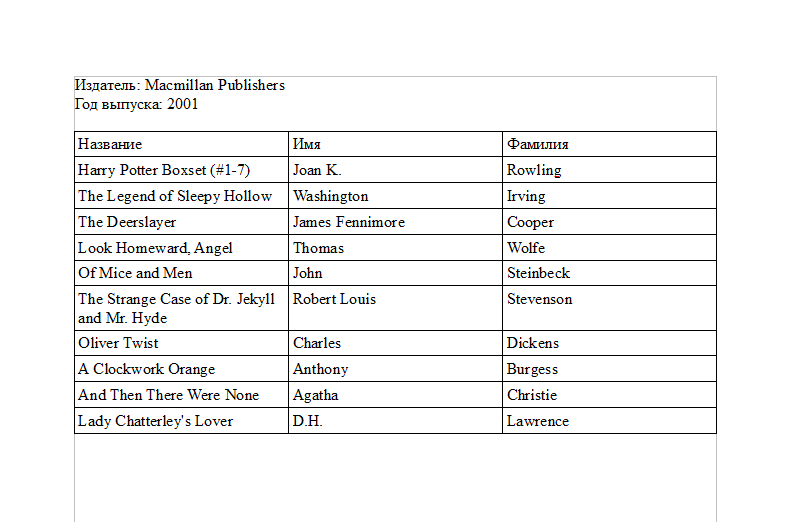 Издатель: Macmillan Publishers
Год выпуска: 2001
Название Имя Фамилия
Harry Potter Boxset (#1-7) Joan K. Rowling
The Legend of Sleepy Hollow Washington Irving
The Deerslayer James Fennimore Cooper
Look Homeward, Angel Thomas Wolfe
Of Mice and Men John Steinbeck
The Strange Case of Dr. Jekyll Robert Louis Stevenson
and Mr. Hyde
Oliver Twist Charles Dickens
A Clockwork Orange Anthony Burgess
And Then There Were None Agatha Christie
Lady Chatterley's Lover D.H. Lawrence